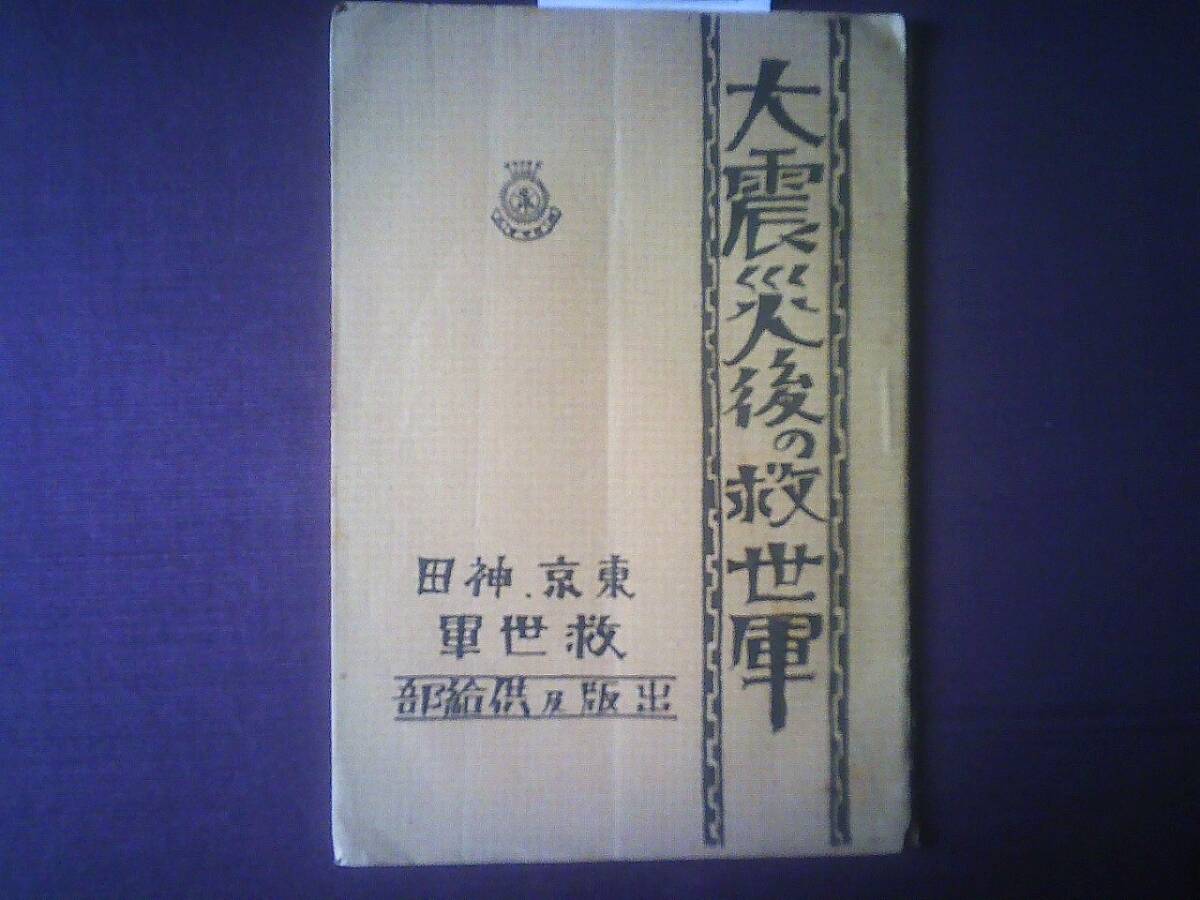 大震災後の救世軍
田神、京東
軍世救
部給供及版出